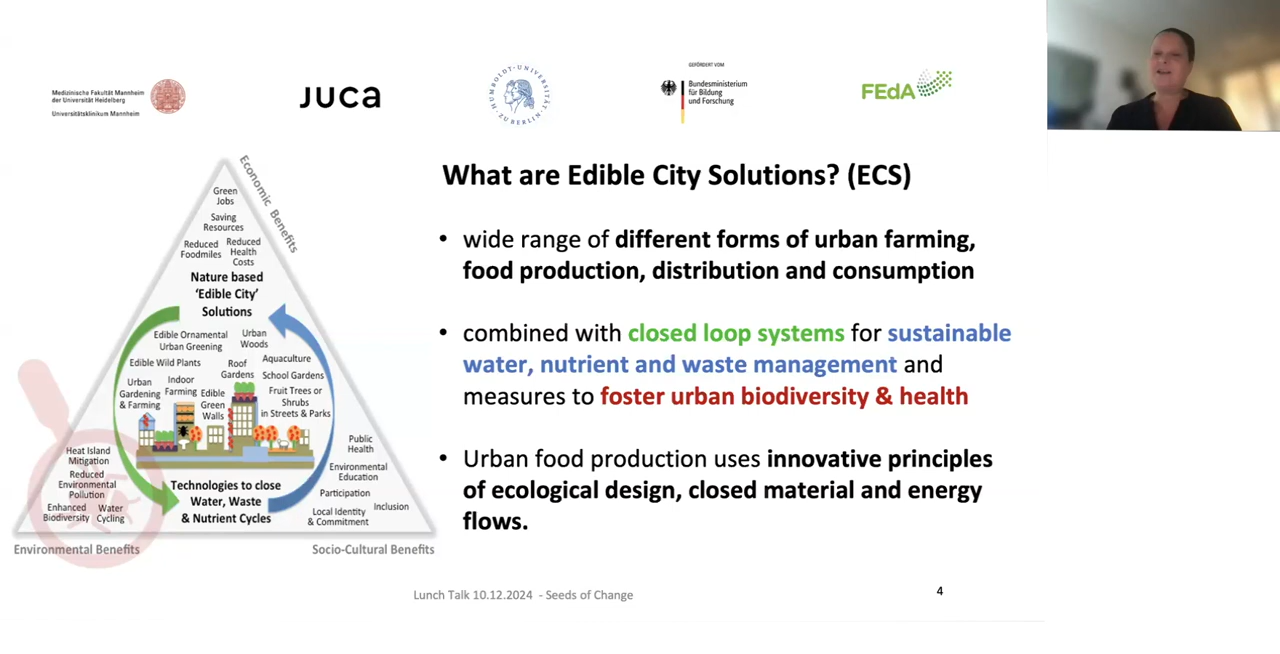 Medizinische Fakultät Mannheim
der Universität Heidelberg
Universitätsklinikum Mannheim
JUCA
HUMBOLDT-UNIVERSITÄT
ZU BERLIN
GEFÖRDERT VOM
Bundesministerium
für Bildung
und Forschung
FEdA
What are Edible City Solutions? (ECS)
• wide range of different forms of urban farming,
food production, distribution and consumption
• combined with closed loop systems for sustainable
water, nutrient and waste management and
measures to foster urban biodiversity & health
• Urban food production uses innovative principles
of ecological design, closed material and energy
flows.
Economic Benefits
Green
Jobs
Saving
Resources
Reduced
Foodmiles
Reduced
Health
Costs
Nature based
‘Edible City’
Solutions
Edible Ornamental
Urban Greening
Urban
Woods
Edible Wild Plants
Roof
Gardens
Aquaculture
School Gardens
Urban
Gardening
& Farming
Indoor
Farming
Edible
Green
Walls
Fruit Trees or
Shrubs
in Streets & Parks
Heat Island
Mitigation
Reduced
Environmental
Pollution
Enhanced
Biodiversity
Water
Cycling
Technologies to close
Water, Waste
& Nutrient Cycles
Public
Health
Environmental
Education
Participation
Inclusion
Local Identity
& Commitment
Environmental Benefits
Socio-Cultural Benefits
Lunch Talk 10.12.2024 - Seeds of Change
4